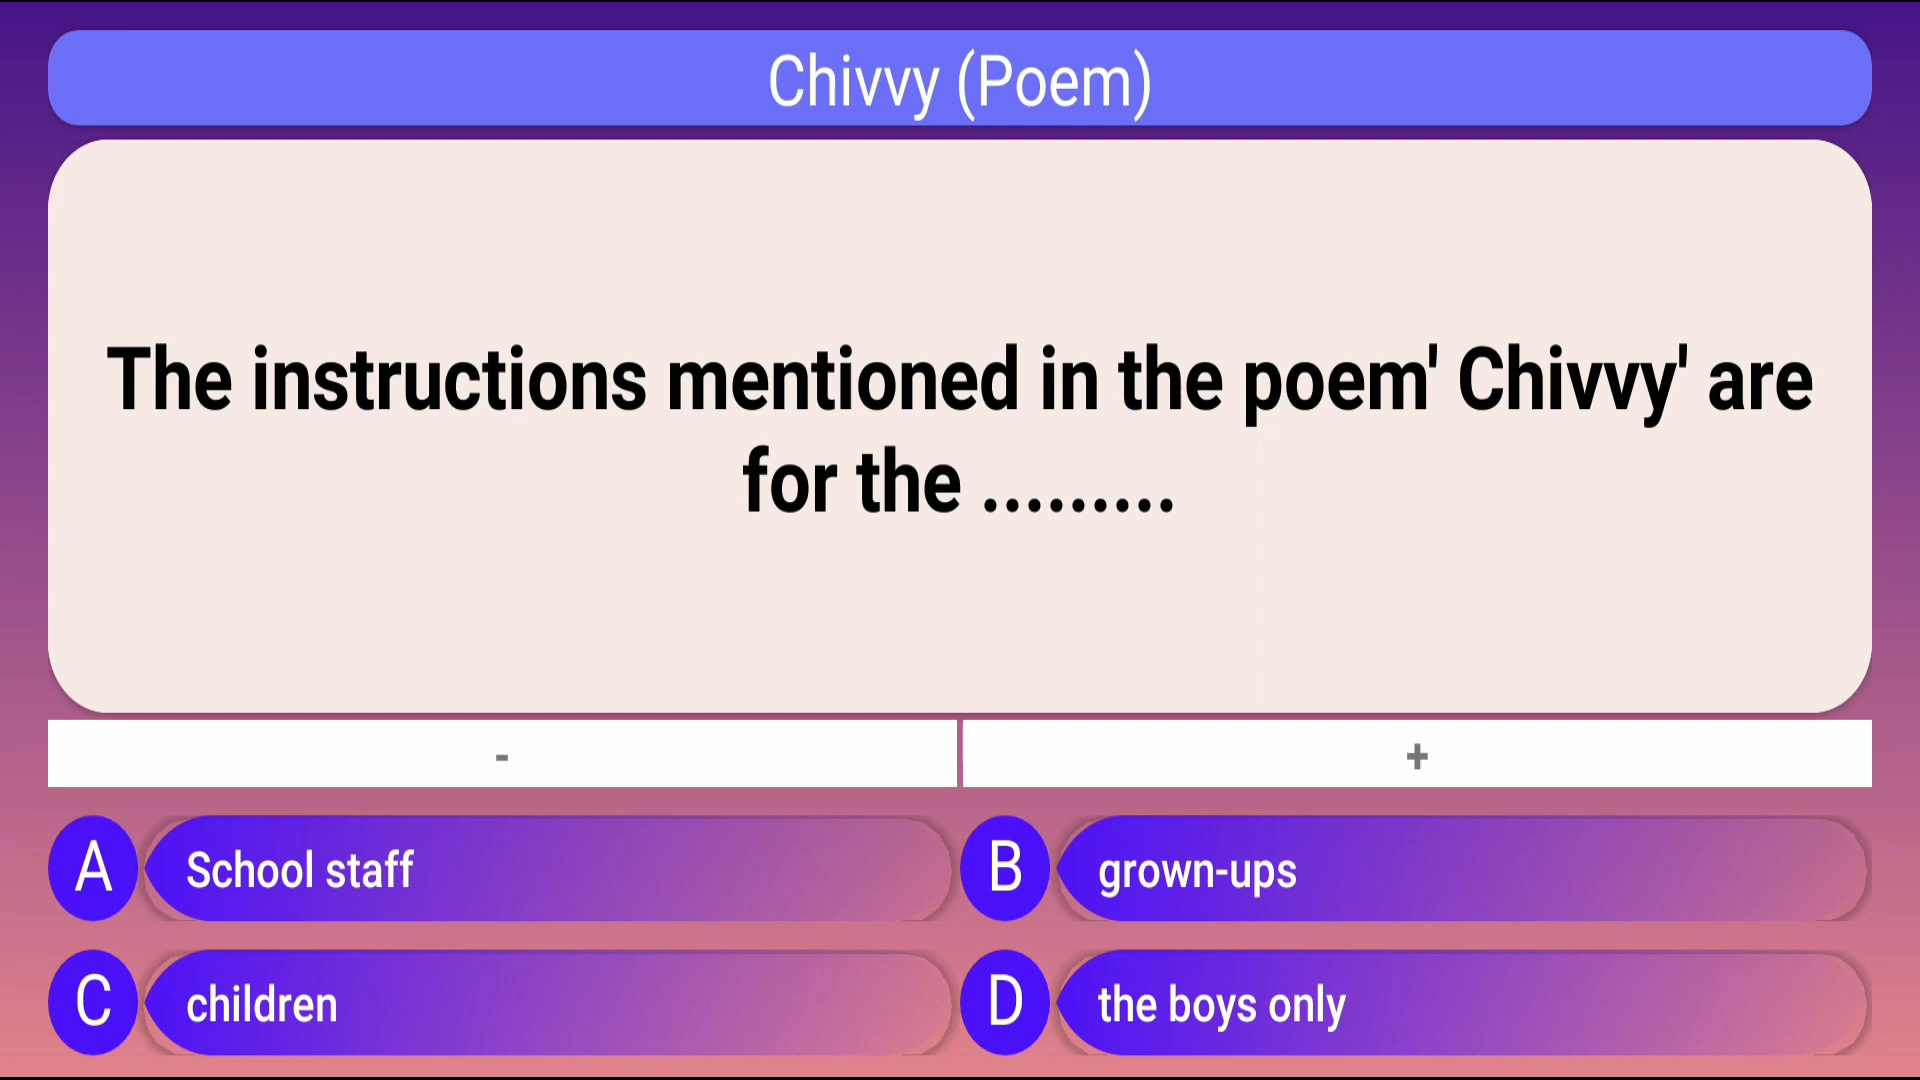 Chivvy (Poem)
The instructions mentioned in the poem' Chivvy' are
for the .........
-
+
A
School staff
B
grown-ups
C
children
D
the boys only